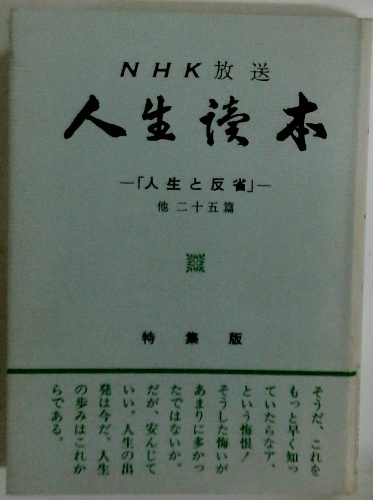 NHK放送
人生読本
―「人生と反省」―
他二十五篇
特集版
そうだ、これを
もっと早く知っ
ていたらなア、
という悔恨！
そうした悔いが
あまりに多かっ
たではないか。
だが、安んじて
いい。人生の出
発は今だ、人生
の歩みはこれか
らである。